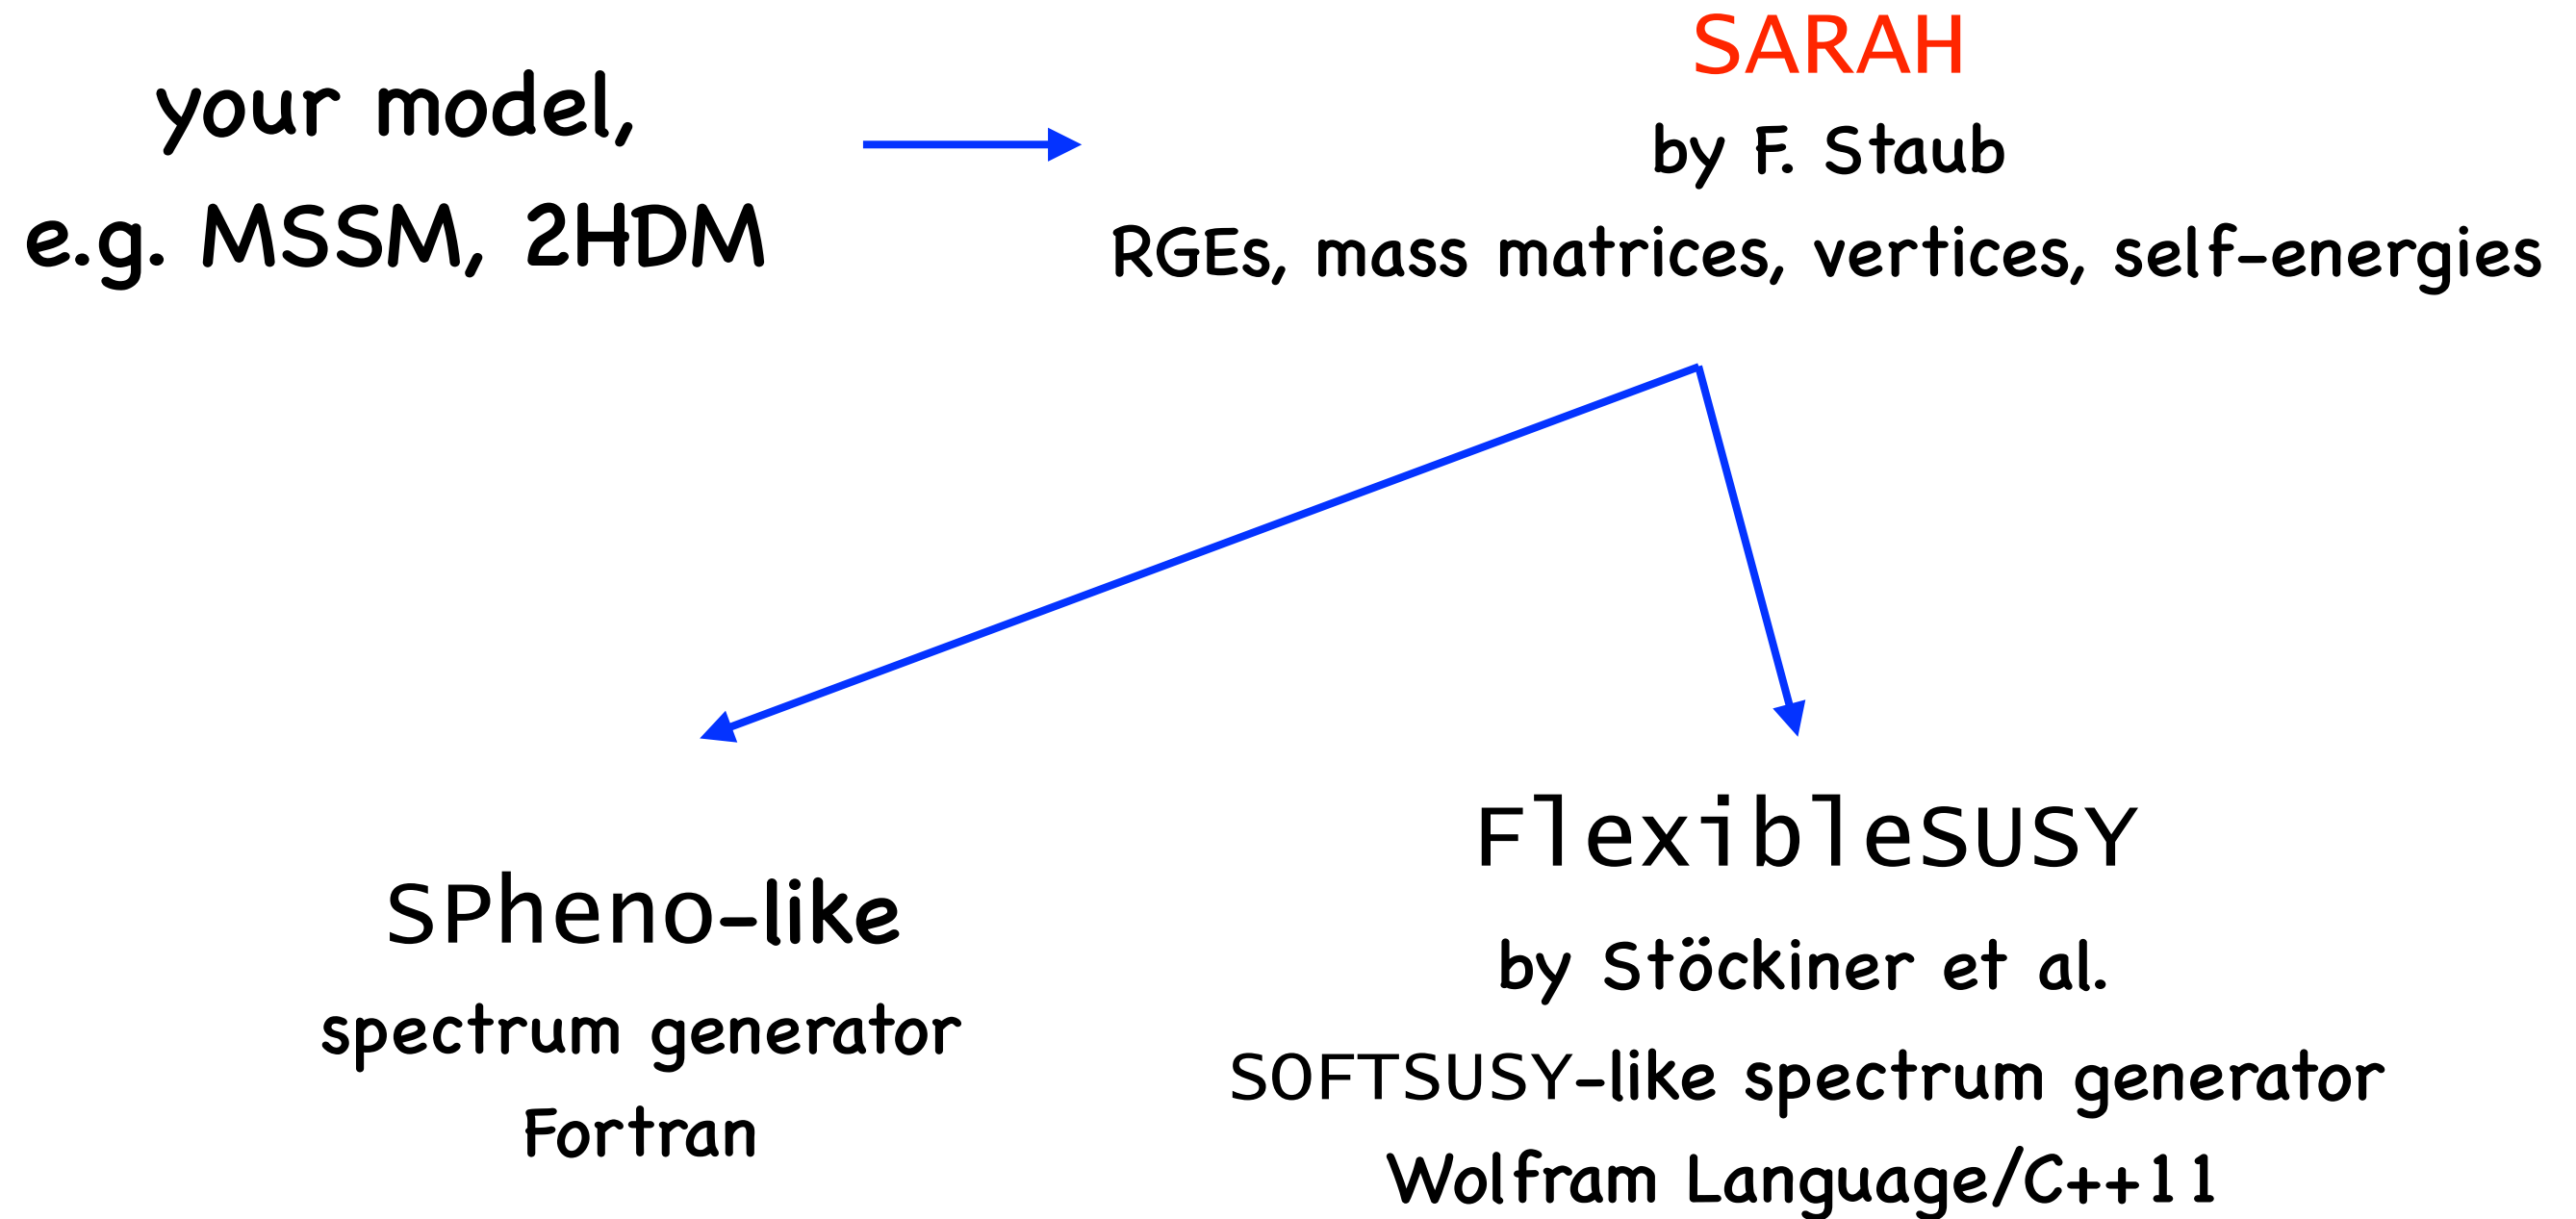 your model,
e.g. MSSM, 2HDM
SARAH
by F. Staub
RGEs, mass matrices, vertices, self-energies
SPheno-like
spectrum generator
Fortran
FlexibleSUSY
by Stöckiner et al.
SOFTSUSY-like spectrum generator
Wolfram Language/C++11